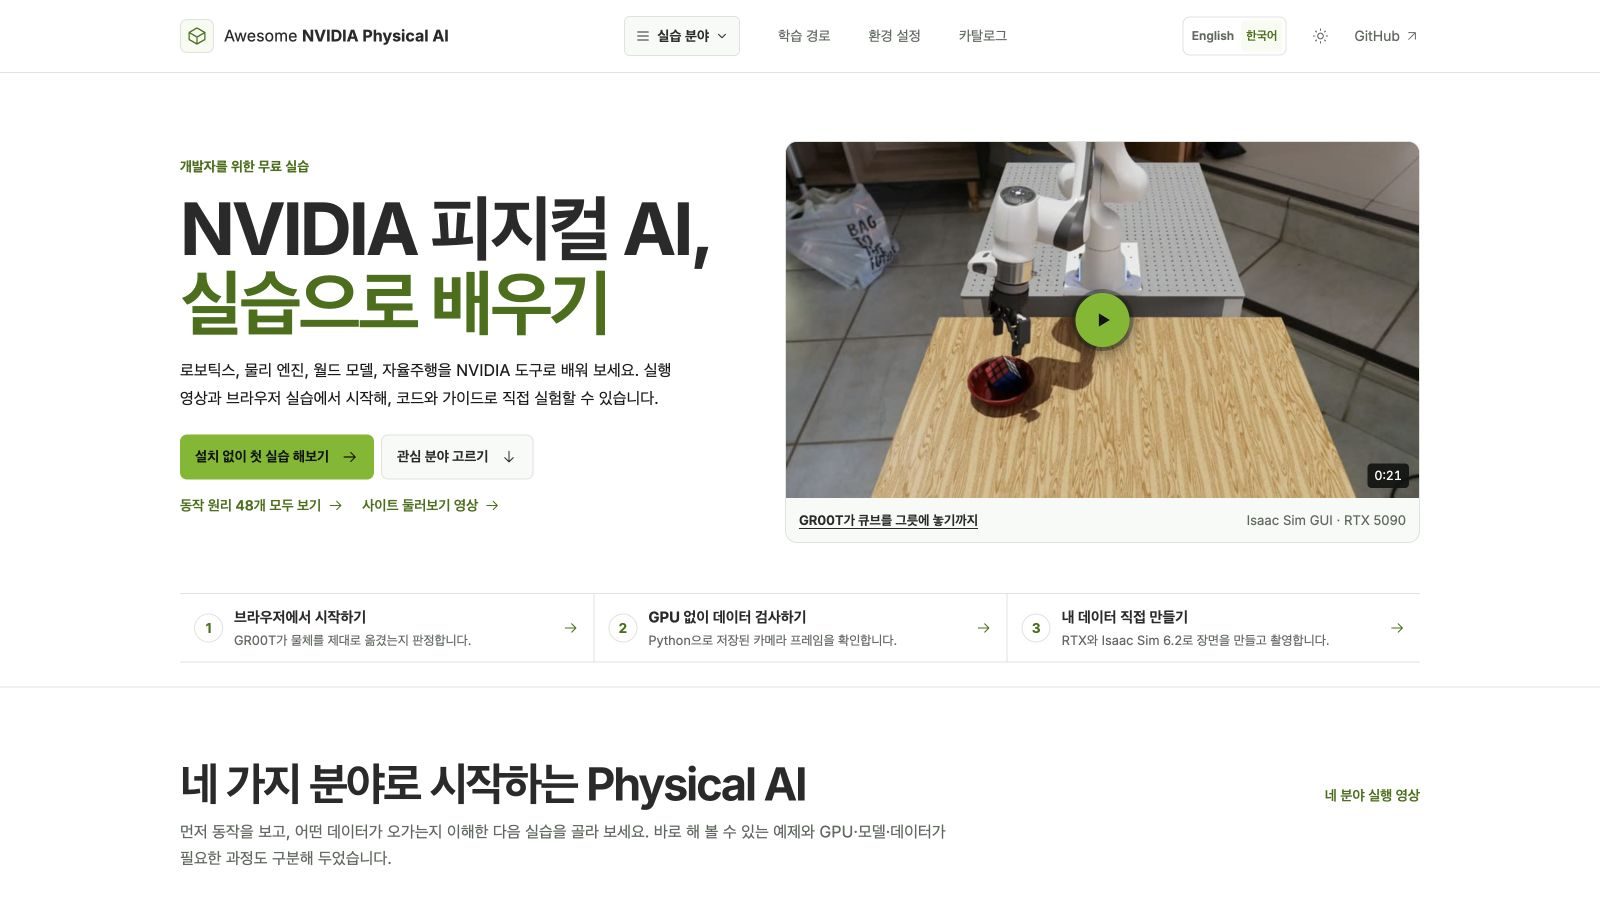 Awesome NVIDIA Physical AI
실습 분야
학습 경로
환경 설정
카탈로그
English 한국어
GitHub
개발자를 위한 무료 실습
NVIDIA 피지컬 AI,
실습으로 배우기
로보틱스, 물리 엔진, 월드 모델, 자율주행을 NVIDIA 도구로 배워 보세요. 실행
영상과 브라우저 실습에서 시작해, 코드와 가이드로 직접 실험할 수 있습니다.
설치 없이 첫 실습 해보기
관심 분야 고르기
동작 원리 48개 모두 보기
사이트 둘러보기 영상
BAG
TO THE
FUTURE
0:21
GR00T가 큐브를 그릇에 놓기까지
Isaac Sim GUI · RTX 5090
1
브라우저에서 시작하기
GR00T가 물체를 제대로 옮겼는지 판정합니다.
2
GPU 없이 데이터 검사하기
Python으로 저장된 카메라 프레임을 확인합니다.
3
내 데이터 직접 만들기
RTX와 Isaac Sim 6.2로 장면을 만들고 촬영합니다.
네 가지 분야로 시작하는 Physical AI
네 분야 실행 영상
먼저 동작을 보고, 어떤 데이터가 오가는지 이해한 다음 실습을 골라 보세요. 바로 해 볼 수 있는 예제와 GPU·모델·데이터가
필요한 과정도 구분해 두었습니다.